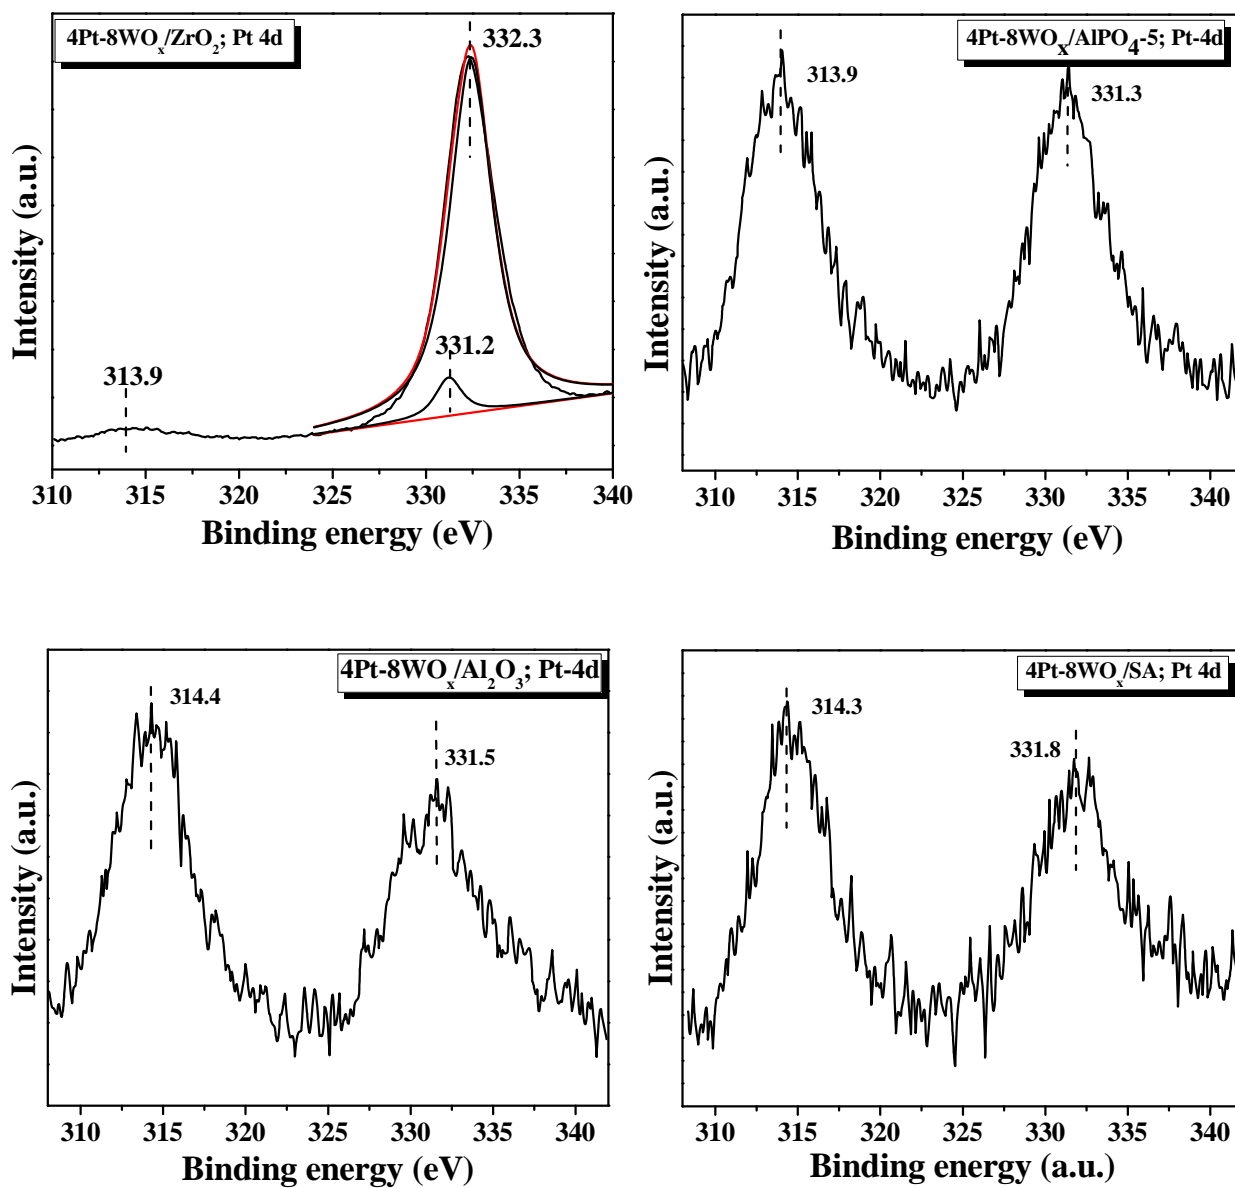 4Pt-8WOx/ZrO2; Pt 4d
332.3
331.2
313.9
Intensity (a.u.)
310 315 320 325 330 335 340
Binding energy (eV)
4Pt-8WOx/AlPO4-5; Pt-4d
313.9
331.3
Intensity (a.u.)
310 315 320 325 330 335 340
Binding energy (eV)
4Pt-8WOx/Al2O3; Pt-4d
314.4
331.5
Intensity (a.u.)
310 315 320 325 330 335 340
Binding energy (eV)
4Pt-8WOx/SA; Pt 4d
314.3
331.8
Intensity (a.u.)
310 315 320 325 330 335 340
Binding energy (a.u.)